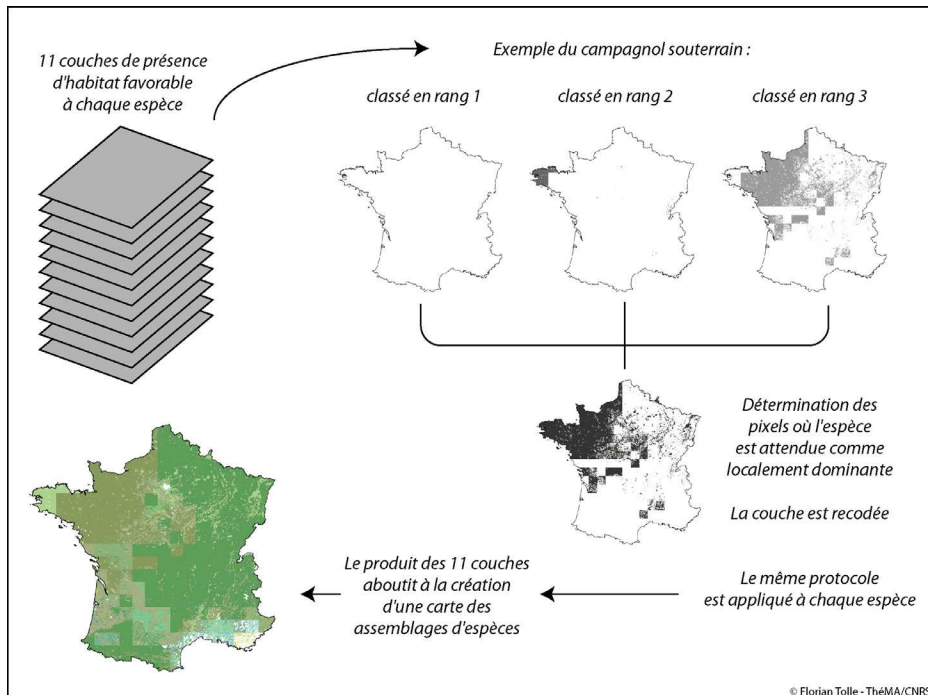 11 couches de présence
d'habitat favorable
à chaque espèce
Exemple du campagnol souterrain :
classé en rang 1
classé en rang 2
classé en rang 3
Détermination des
pixels où l'espèce
est attendue comme
localement dominante
La couche est recodée
Le même protocole
est appliqué à chaque espèce
Le produit des 11 couches
aboutit à la création
d'une carte des
assemblages d'espèces
© Florian Tolle - ThéMA/CNRS